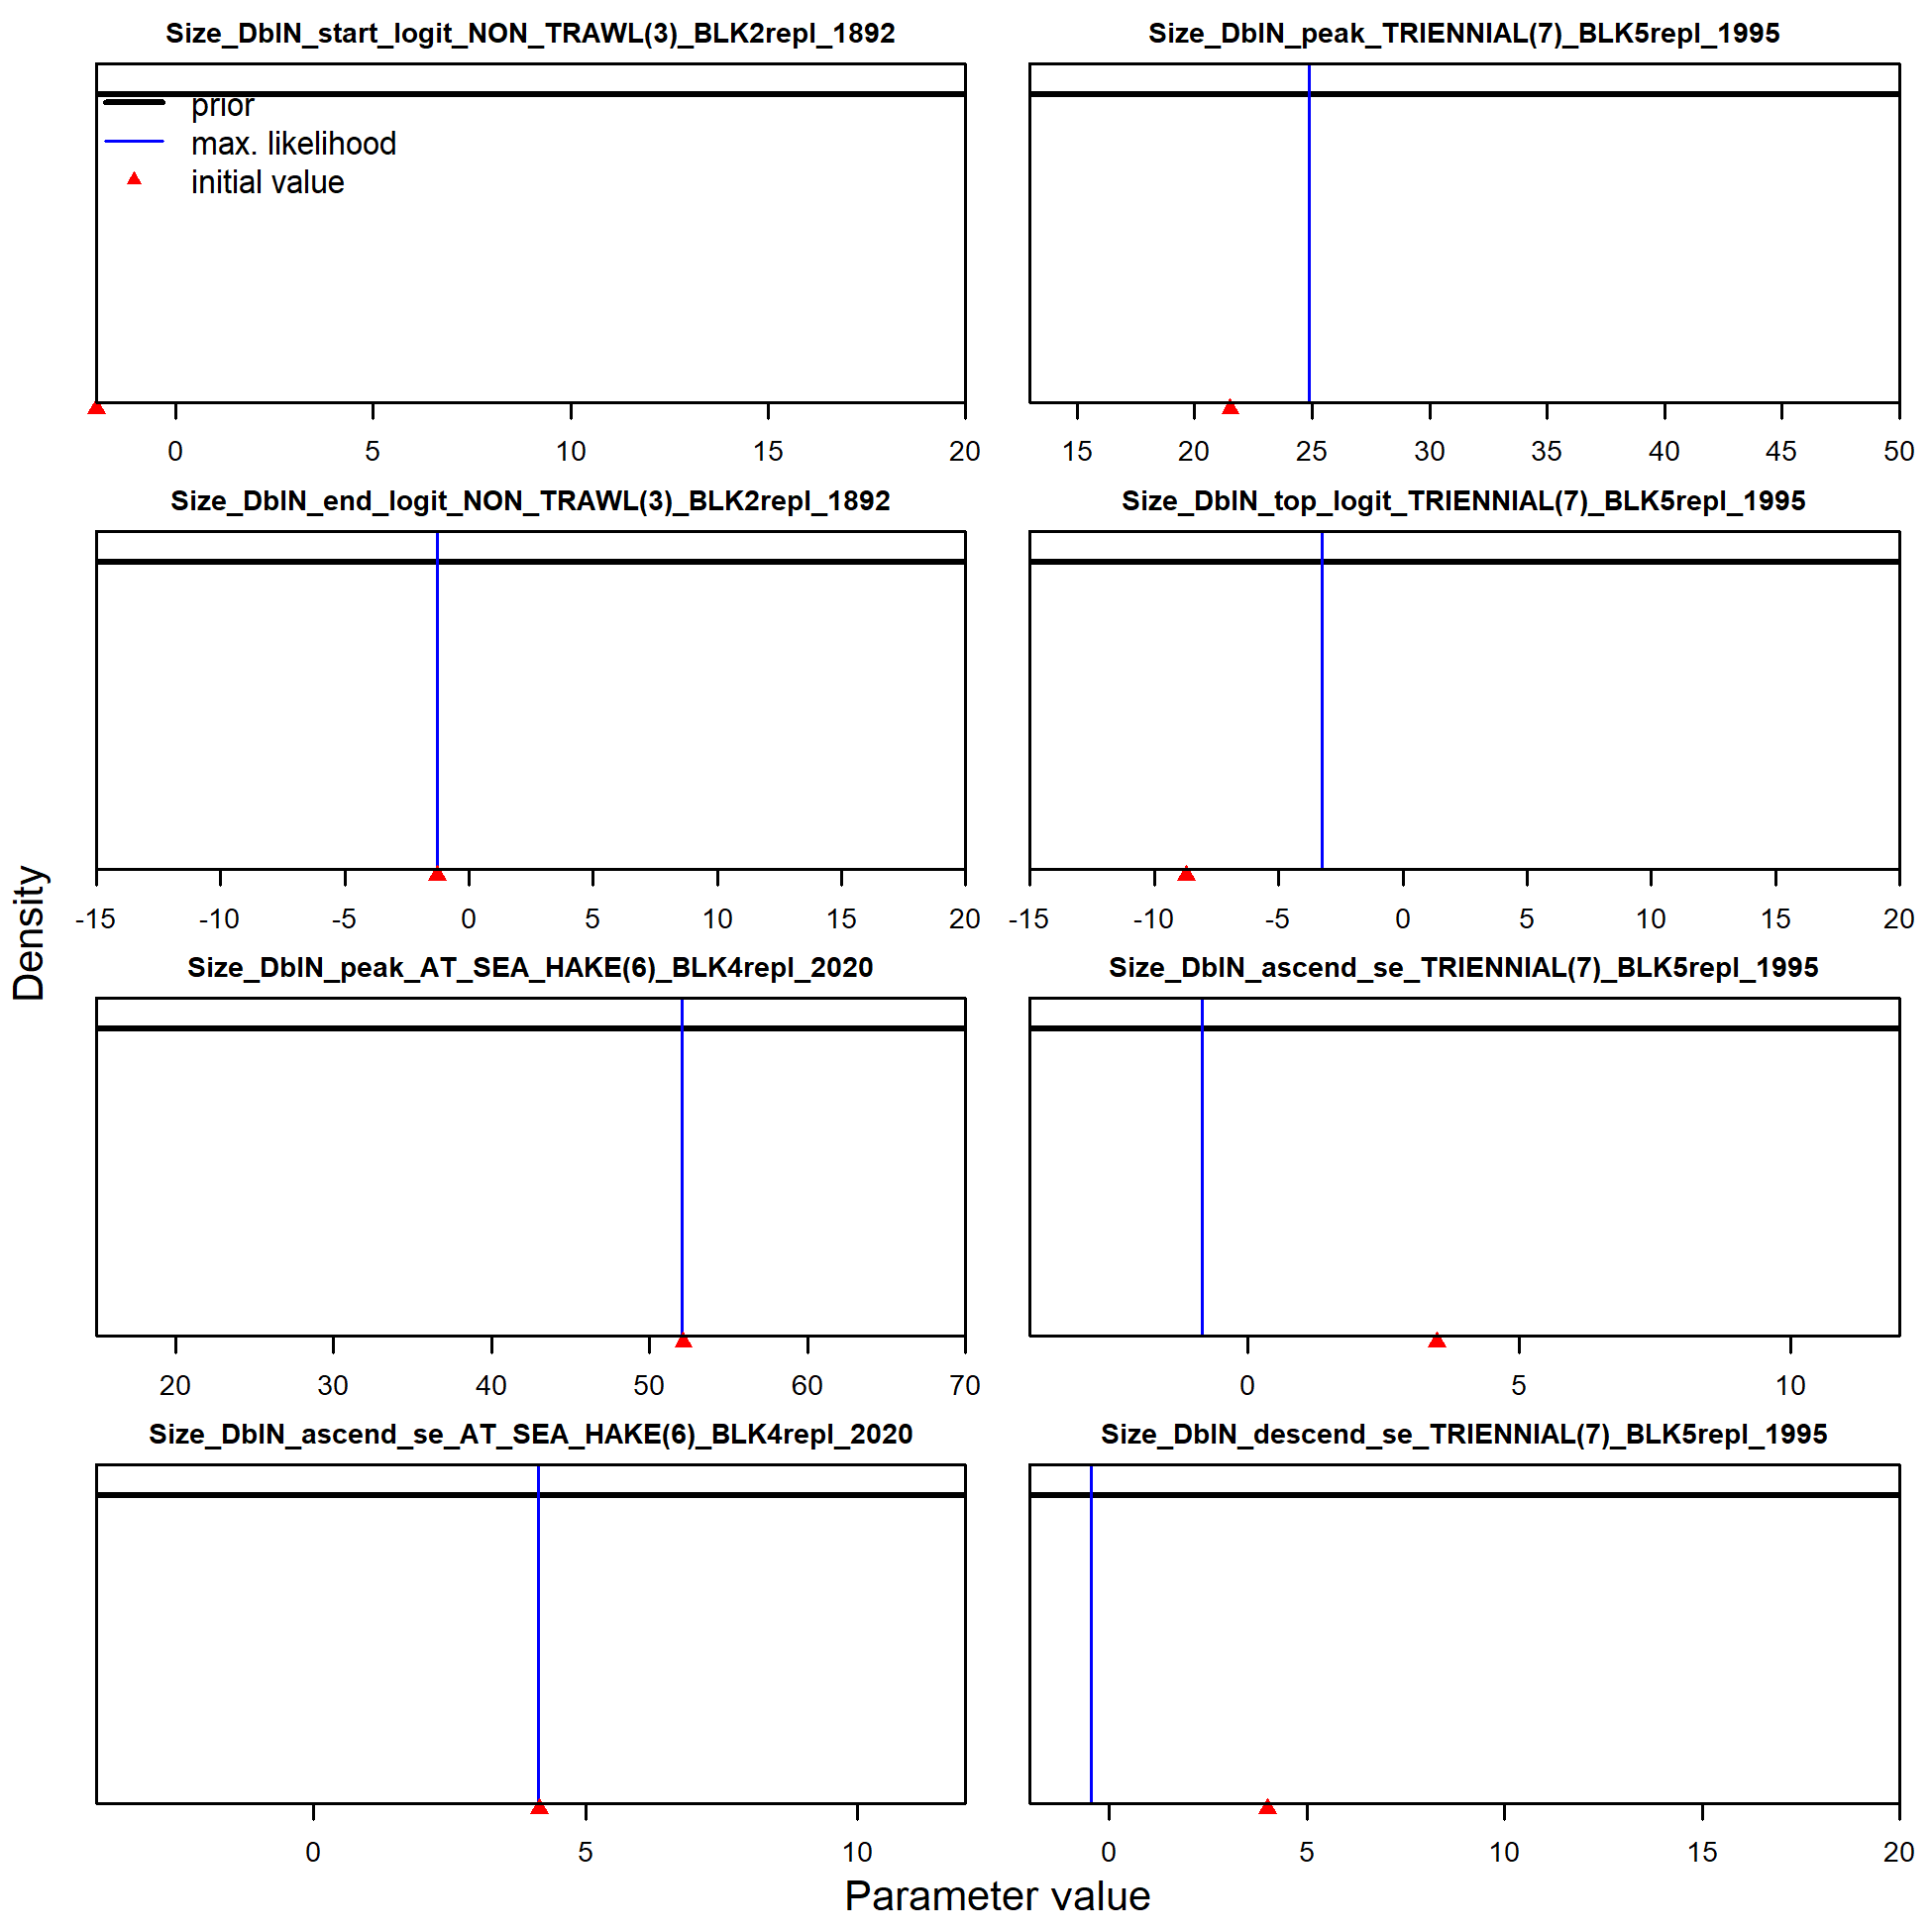 Size_DblN_start_logit_NON_TRAWL(3)_BLK2repl_1892
prior
max. likelihood
initial value
0 5 10 15 20
Size_DblN_peak_TRIENNIAL(7)_BLK5repl_1995
15 20 25 30 35 40 45 50
Size_DblN_end_logit_NON_TRAWL(3)_BLK2repl_1892
-15 -10 -5 0 5 10 15 20
Size_DblN_top_logit_TRIENNIAL(7)_BLK5repl_1995
-15 -10 -5 0 5 10 15 20
Density
Size_DblN_peak_AT_SEA_HAKE(6)_BLK4repl_2020
20 30 40 50 60 70
Size_DblN_ascend_se_TRIENNIAL(7)_BLK5repl_1995
0 5 10
Size_DblN_ascend_se_AT_SEA_HAKE(6)_BLK4repl_2020
0 5 10
Size_DblN_descend_se_TRIENNIAL(7)_BLK5repl_1995
0 5 10 15 20
Parameter value